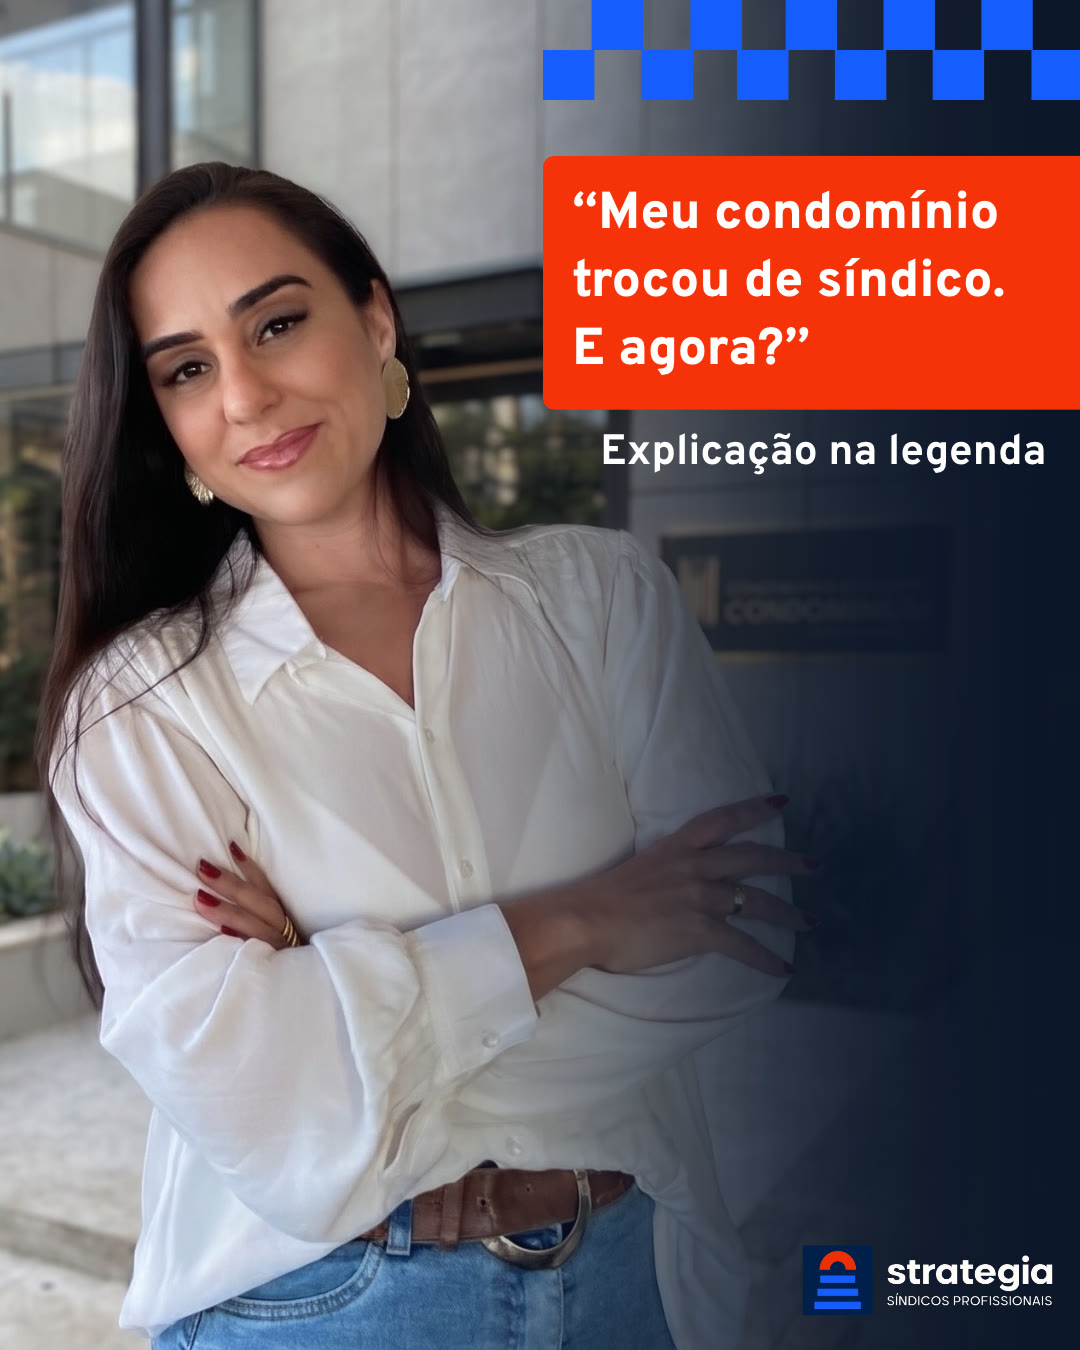 “Meu condomínio
trocou de síndico.
E agora?”
Explicação na legenda
strategia
SÍNDICOS PROFISSIONAIS